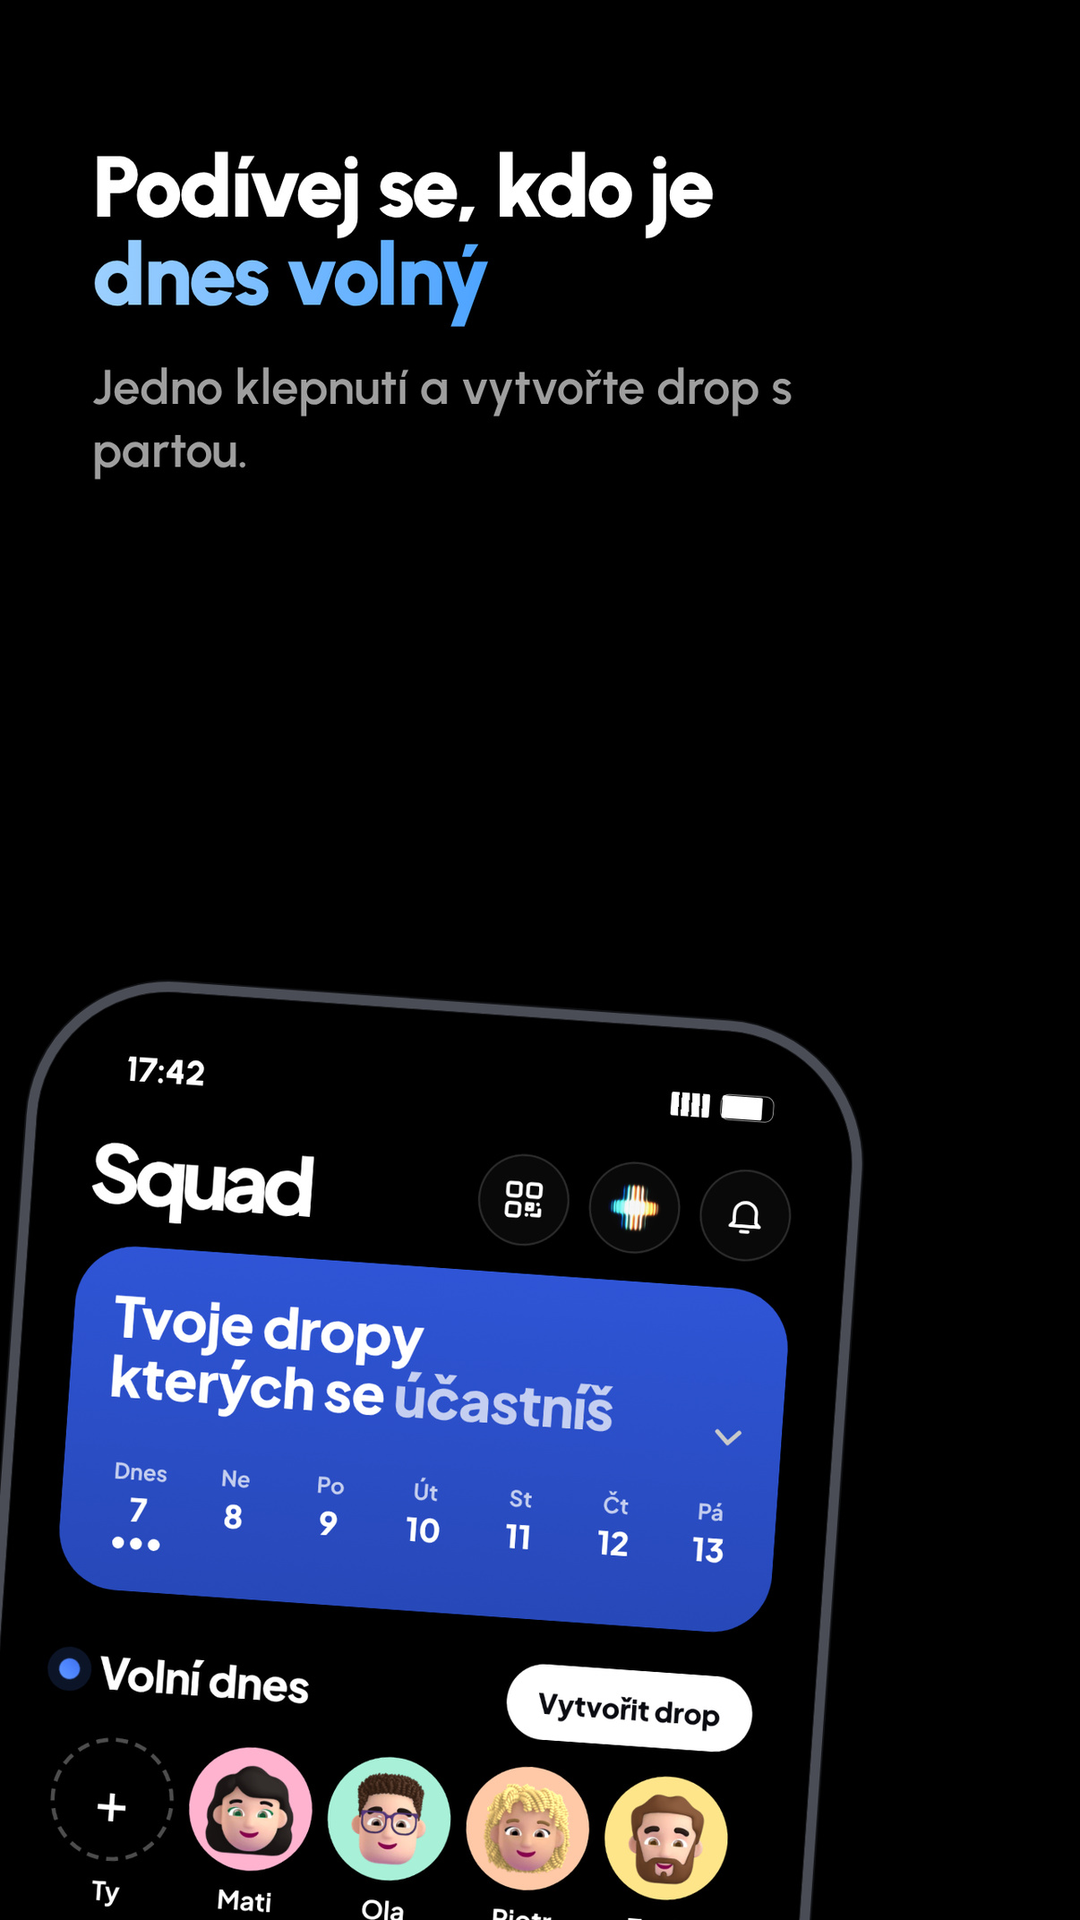 Podívej se, kdo je
dnes volný
Jedno klepnutí a vytvořte drop s
partou.
17:42
Squad
Tvoje dropy
kterých se účastníš
Dnes Ne Po Út St Čt Pá
7 8 9 10 11 12 13
Volní dnes
Vytvořit drop
Ty Mati Ola Piotr